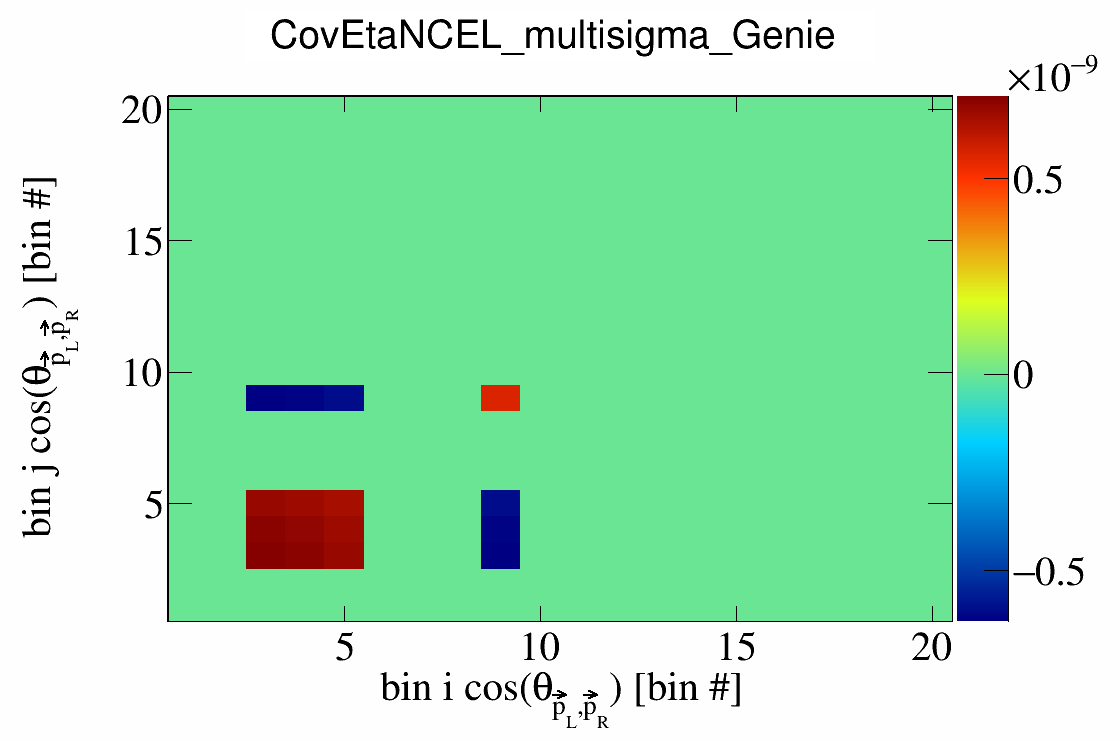 CovEtaNCEL_multisigma_Genie
×10⁻⁹
20
15
10
5
bin j cos(θ_{p⃗_L,p⃗_R}) [bin #]
0.5
0
−0.5
5 10 15 20
bin i cos(θ_{p⃗_L,p⃗_R}) [bin #]